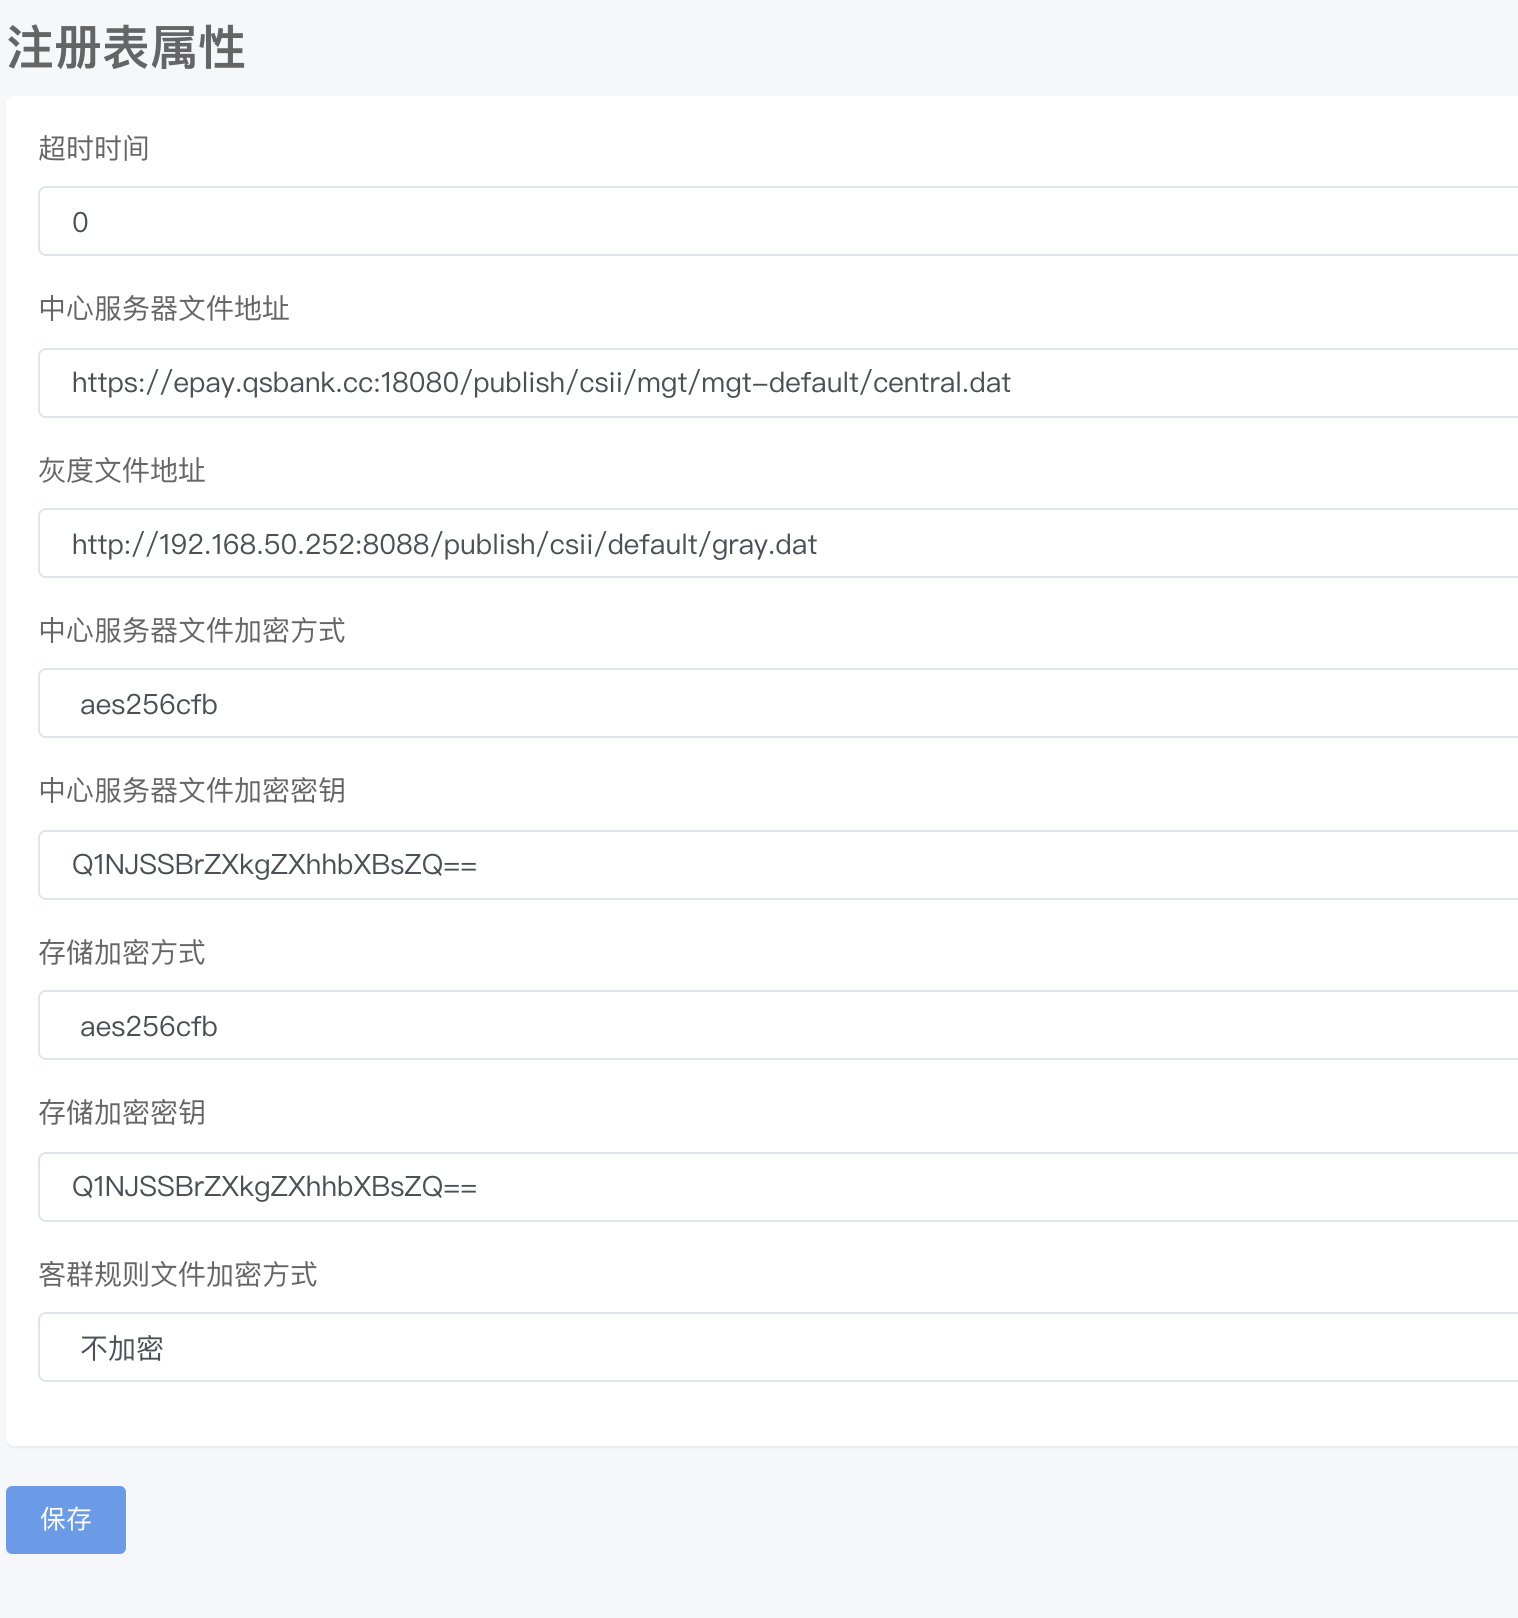 注册表属性
超时时间
0
中心服务器文件地址
https://epay.qsbank.cc:18080/publish/csii/mgt/mgt-default/central.dat
灰度文件地址
http://192.168.50.252:8088/publish/csii/default/gray.dat
中心服务器文件加密方式
aes256cfb
中心服务器文件加密密钥
Q1NJSSBrZXkgZXhhbXBsZQ==
存储加密方式
aes256cfb
存储加密密钥
Q1NJSSBrZXkgZXhhbXBsZQ==
客群规则文件加密方式
不加密
保存